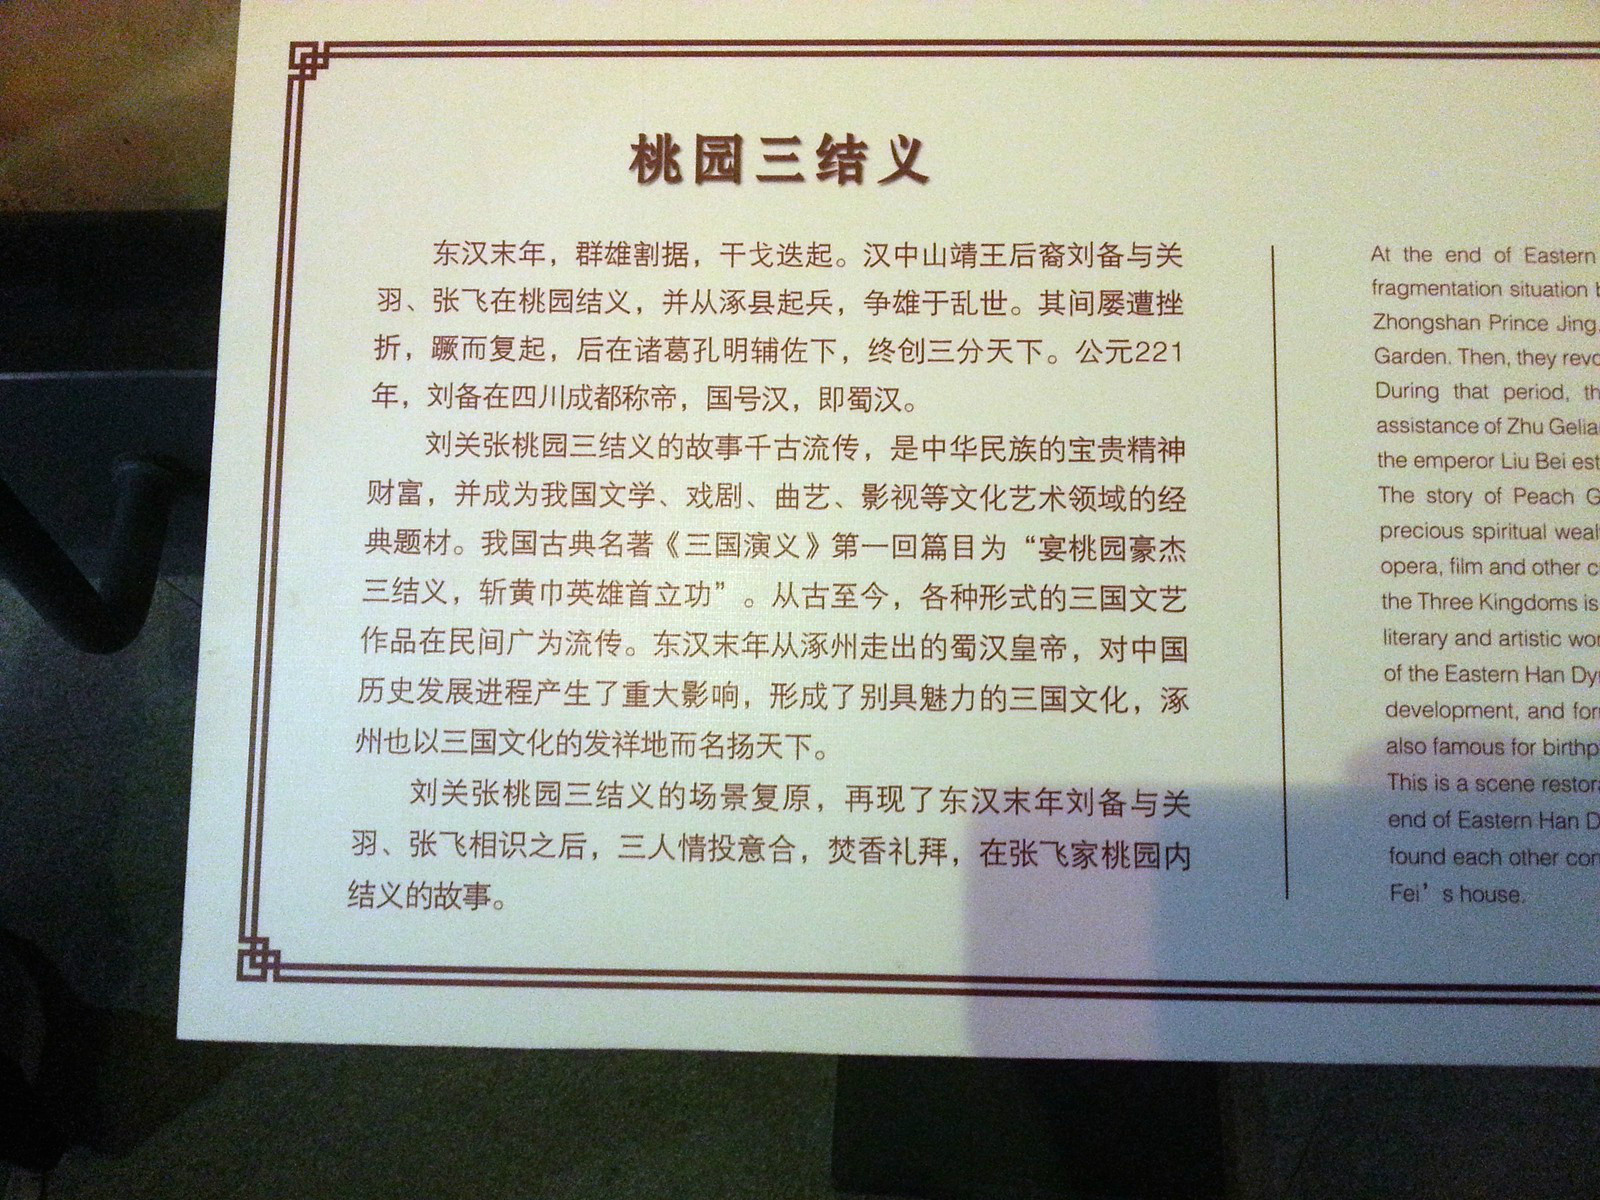 桃园三结义
东汉末年，群雄割据，干戈迭起。汉中山靖王后裔刘备与关
羽、张飞在桃园结义，并从涿县起兵，争雄于乱世。其间屡遭挫
折，蹶而复起，后在诸葛孔明辅佐下，终创三分天下。公元221
年，刘备在四川成都称帝，国号汉，即蜀汉。
刘关张桃园三结义的故事千古流传，是中华民族的宝贵精神
财富，并成为我国文学、戏剧、曲艺、影视等文化艺术领域的经
典题材。我国古典名著《三国演义》第一回篇目为“宴桃园豪杰
三结义，斩黄巾英雄首立功”。从古至今，各种形式的三国文艺
作品在民间广为流传。东汉末年从涿州走出的蜀汉皇帝，对中国
历史发展进程产生了重大影响，形成了别具魅力的三国文化，涿
州也以三国文化的发祥地而名扬天下。
刘关张桃园三结义的场景复原，再现了东汉末年刘备与关
羽、张飞相识之后，三人情投意合，焚香礼拜，在张飞家桃园内
结义的故事。
At the end of Eastern
fragmentation situation
Zhongshan Prince Jing,
Garden. Then, they
During that period,
assistance of Zhu
the emperor Liu Bei
The story of Peach
precious spiritual
opera, film and other
the Three Kingdoms is
literary and artistic
of the Eastern Han
development, and
also famous for
This is a scene
end of Eastern Han
found each other
Fei’s house.